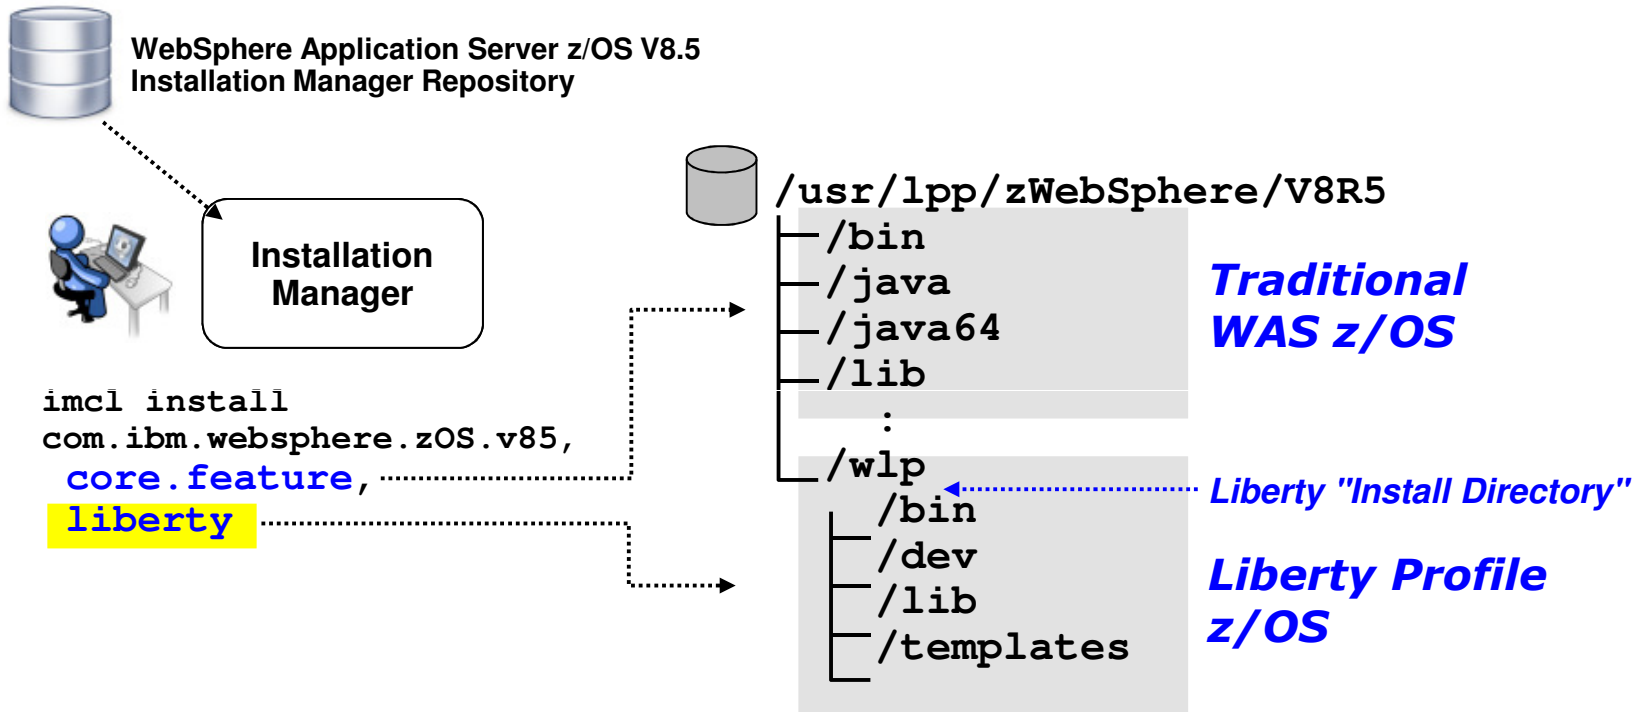 WebSphere Application Server z/OS V8.5
Installation Manager Repository
Installation
Manager
imcl install
com.ibm.websphere.zOS.v85,
core.feature,
liberty
/usr/lpp/zWebSphere/V8R5
/bin
/java
/java64
/lib
:
/wlp
/bin
/dev
/lib
/templates
Traditional
WAS z/OS
Liberty "Install Directory"
Liberty Profile
z/OS